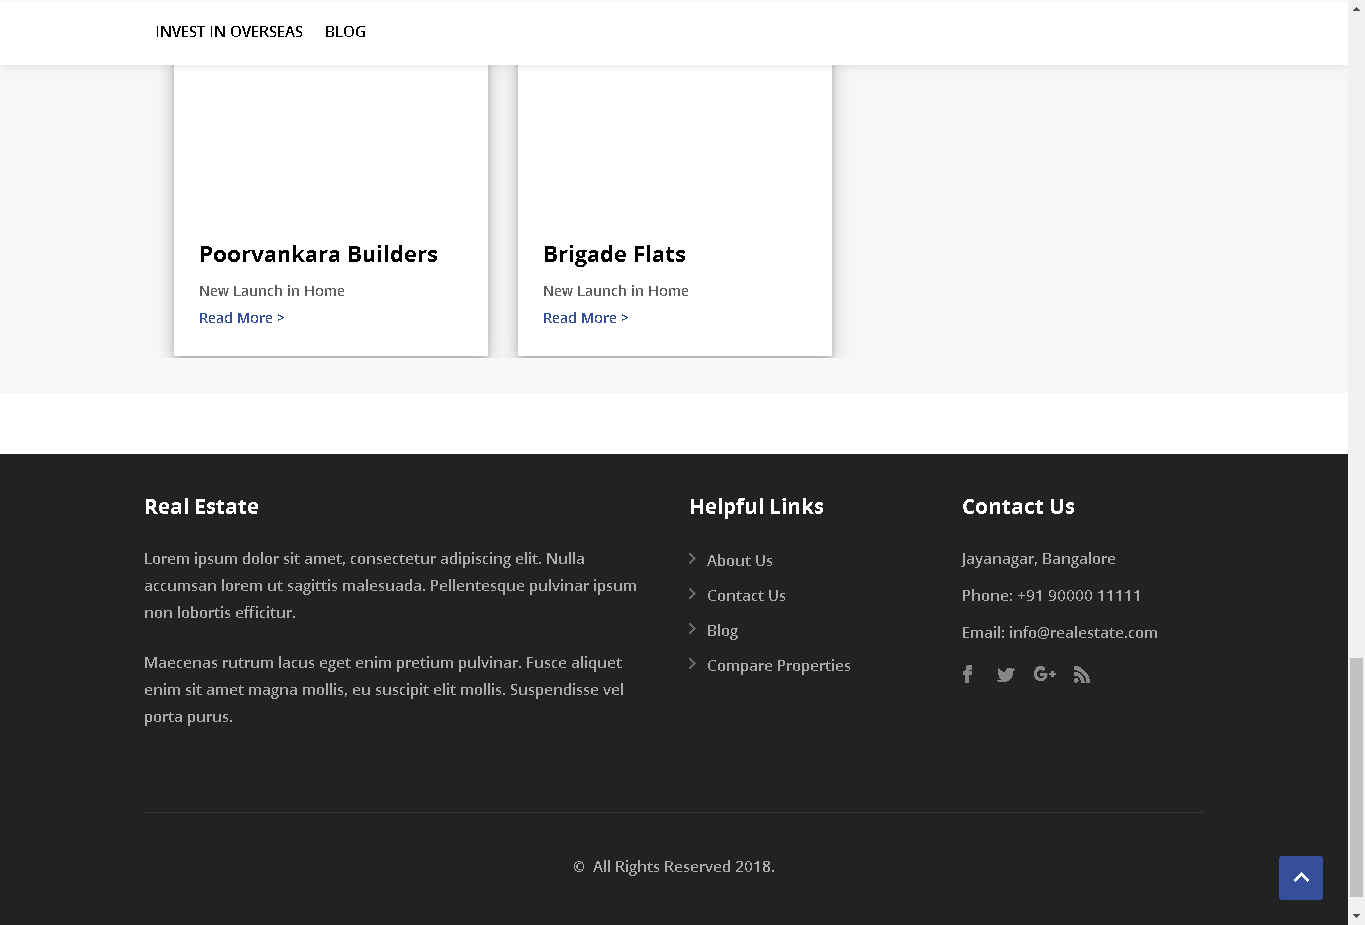 INVEST IN OVERSEAS BLOG
Poorvankara Builders
New Launch in Home
Read More >
Brigade Flats
New Launch in Home
Read More >
Real Estate
Lorem ipsum dolor sit amet, consectetur adipiscing elit. Nulla
accumsan lorem ut sagittis malesuada. Pellentesque pulvinar ipsum
non lobortis efficitur.
Maecenas rutrum lacus eget enim pretium pulvinar. Fusce aliquet
enim sit amet magna mollis, eu suscipit elit mollis. Suspendisse vel
porta purus.
Helpful Links
About Us
Contact Us
Blog
Compare Properties
Contact Us
Jayanagar, Bangalore
Phone: +91 90000 11111
Email: info@realestate.com
© All Rights Reserved 2018.